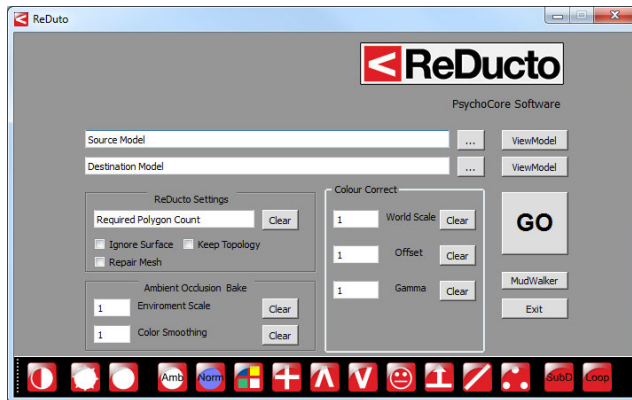 ReDuto
ReDucto
PsychoCore Software
Source Model ... ViewModel
Destination Model ... ViewModel
ReDucto Settings
Required Polygon Count Clear
Ignore Surface Keep Topology
Repair Mesh
Ambient Occlusion Bake
1 Enviroment Scale Clear
1 Color Smoothing Clear
Colour Correct
1 World Scale Clear
1 Offset Clear
1 Gamma Clear
GO
MudWalker
Exit
Amb Norm SubD Loop